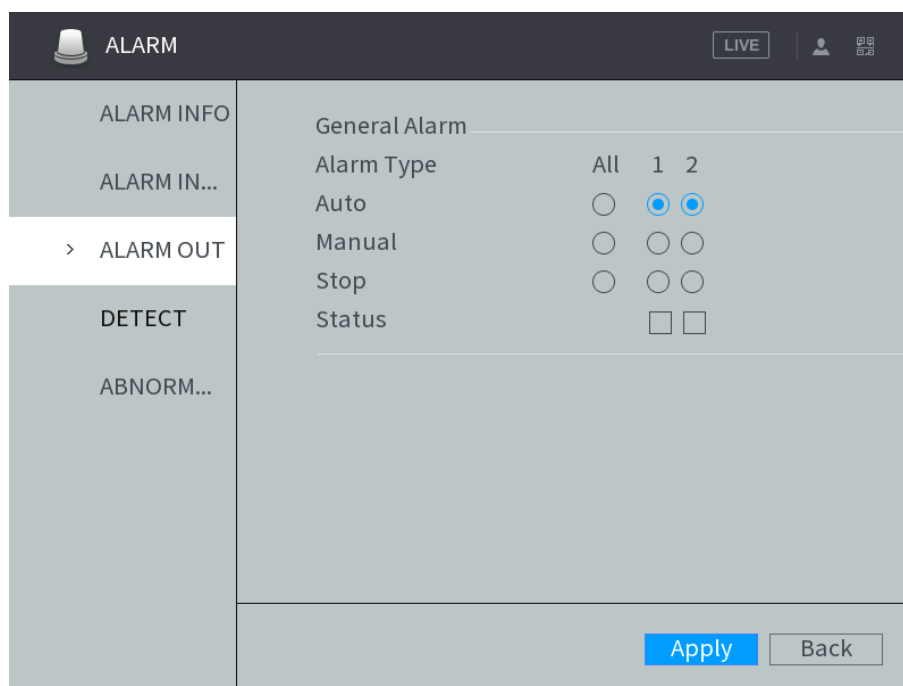 ALARM
LIVE
ALARM INFO
ALARM IN...
> ALARM OUT
DETECT
ABNORM...
General Alarm
Alarm Type All 1 2
Auto
Manual
Stop
Status
Apply Back